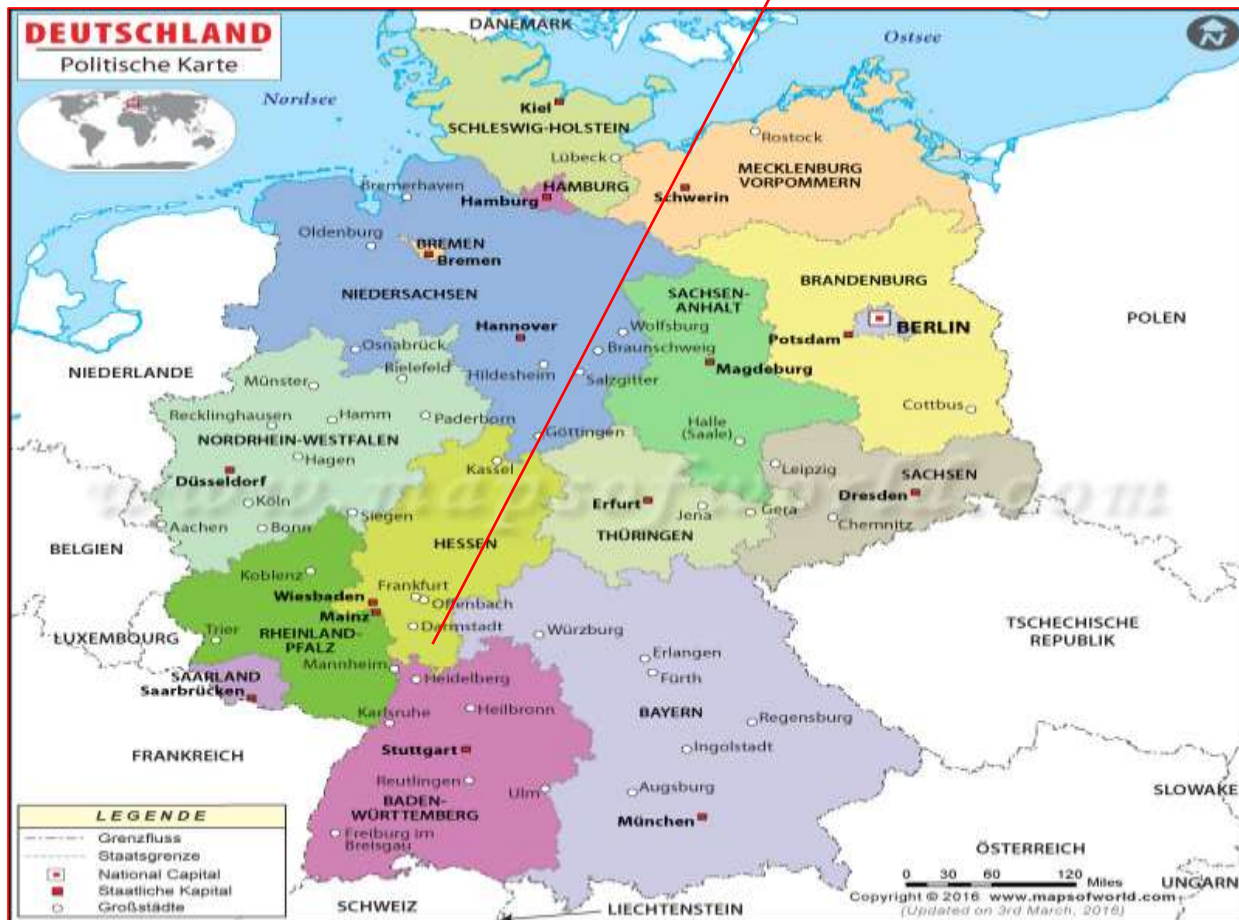 DEUTSCHLAND
Politische Karte
DÄNEMARK
Ostsee
N
Nordsee
Kiel
SCHLESWIG-HOLSTEIN
Rostock
Lübeck
MECKLENBURG
VORPOMMERN
Bremerhaven
HAMBURG
Hamburg
Schwerin
Oldenburg
BREMEN
Bremen
BRANDENBURG
NIEDERSACHSEN
SACHSEN-
ANHALT
POLEN
Hannover
Wolfsburg
BERLIN
Potsdam
Osnabrück
Braunschweig
NIEDERLANDE
Bielefeld
Hildesheim
Salzgitter
Magdeburg
Münster
Recklinghausen
Hamm
Paderborn
Cottbus
NORDRHEIN-WESTFALEN
Göttingen
Halle
(Saale)
Hagen
Kassel
Leipzig
SACHSEN
Düsseldorf
www.mapsofworld.com
Köln
Erfurt
Dresden
Aachen
Bonn
Siegen
Jena
Gera
Chemnitz
BELGIEN
HESSEN
THÜRINGEN
Koblenz
Frankfurt
Wiesbaden
Offenbach
Mainz
Darmstadt
LUXEMBOURG
Trier
RHEINLAND-
PFALZ
Würzburg
TSCHECHISCHE
REPUBLIK
Mannheim
Erlangen
SAARLAND
Heidelberg
Fürth
Saarbrücken
Karlsruhe
Heilbronn
BAYERN
Regensburg
FRANKREICH
Stuttgart
Ingolstadt
Reutlingen
Ulm
Augsburg
SLOWAKE
BADEN-
WÜRTTEMBERG
München
Freiburg im
Breisgau
ÖSTERREICH
LEGENDE
Grenzfluss
Staatsgrenze
National Capital
Staatliche Kapital
Großstädte
0 30 60 120 Miles
UNGARN
Copyright © 2016 www.mapsofworld.com
(Updated on 3rd March, 2016)
SCHWEIZ
LIECHTENSTEIN